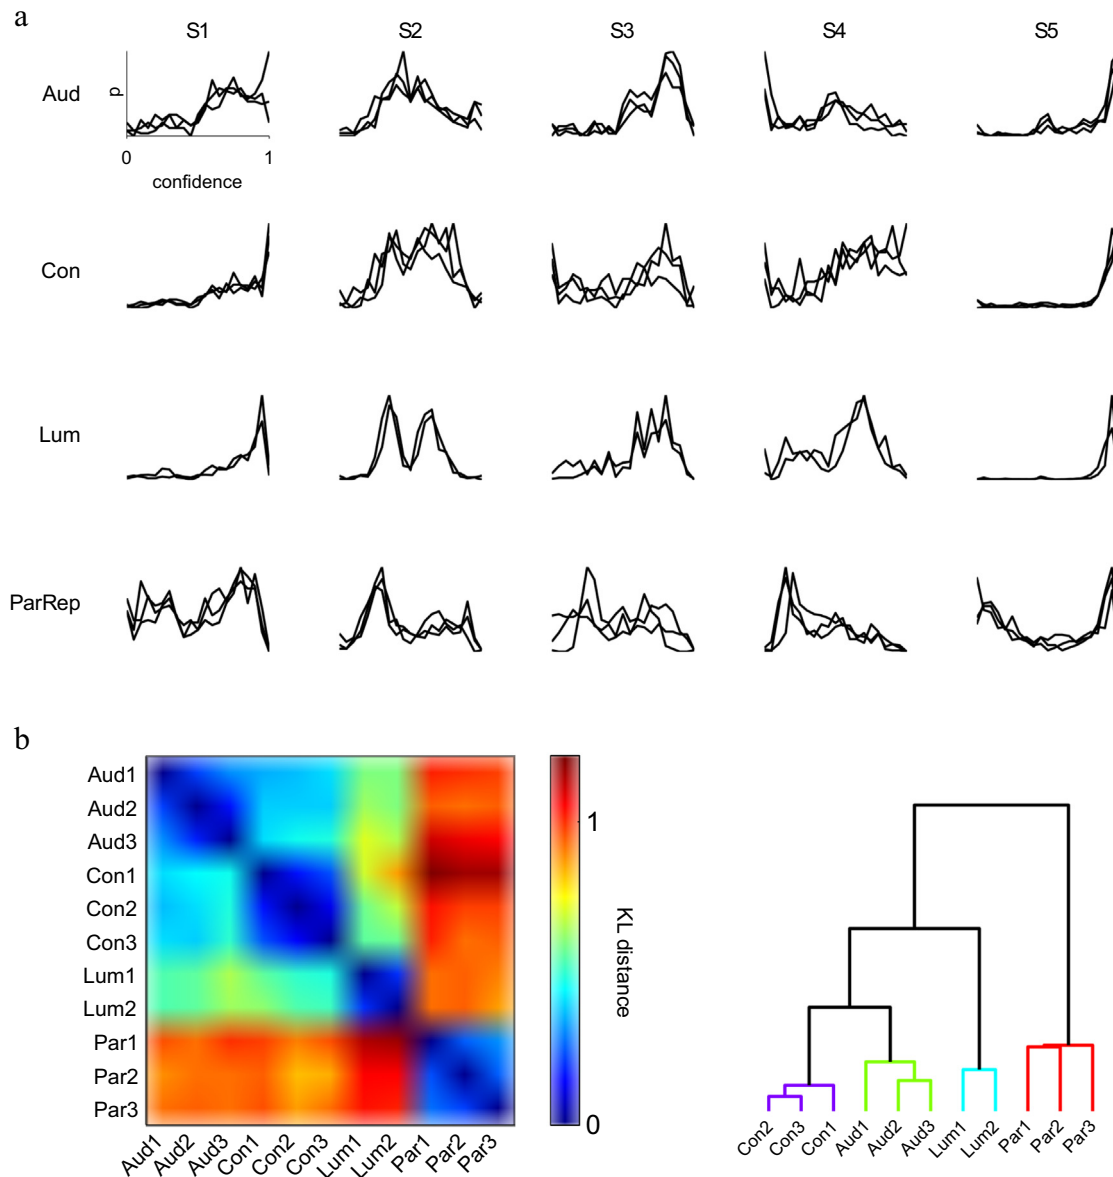 a
S1 S2 S3 S4 S5
Aud
p
0 1
confidence
Con
Lum
ParRep
b
Aud1
Aud2
Aud3
Con1
Con2
Con3
Lum1
Lum2
Par1
Par2
Par3
Aud1 Aud2 Aud3 Con1 Con2 Con3 Lum1 Lum2 Par1 Par2 Par3
1
0
KL distance
Con2 Con3 Con1 Aud1 Aud2 Aud3 Lum1 Lum2 Par1 Par2 Par3